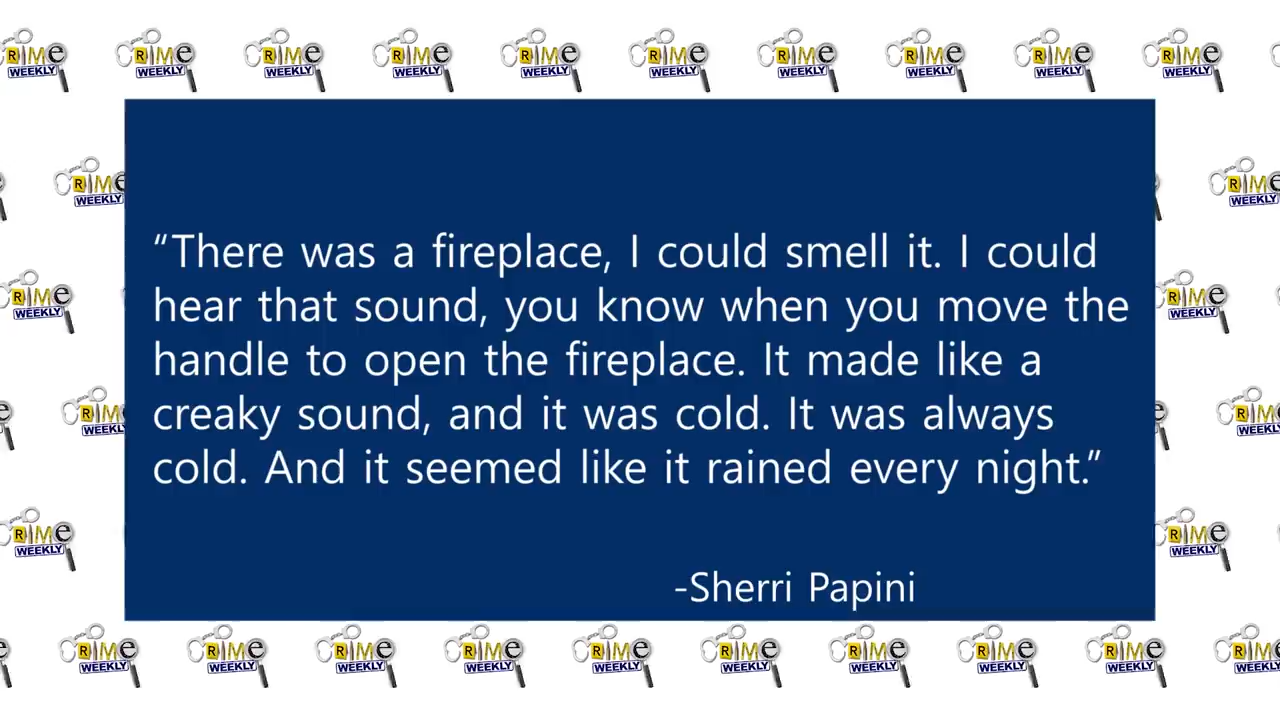 “There was a fireplace, I could smell it. I could
hear that sound, you know when you move the
handle to open the fireplace. It made like a
creaky sound, and it was cold. It was always
cold. And it seemed like it rained every night.”
-Sherri Papini
CRIME
WEEKLY